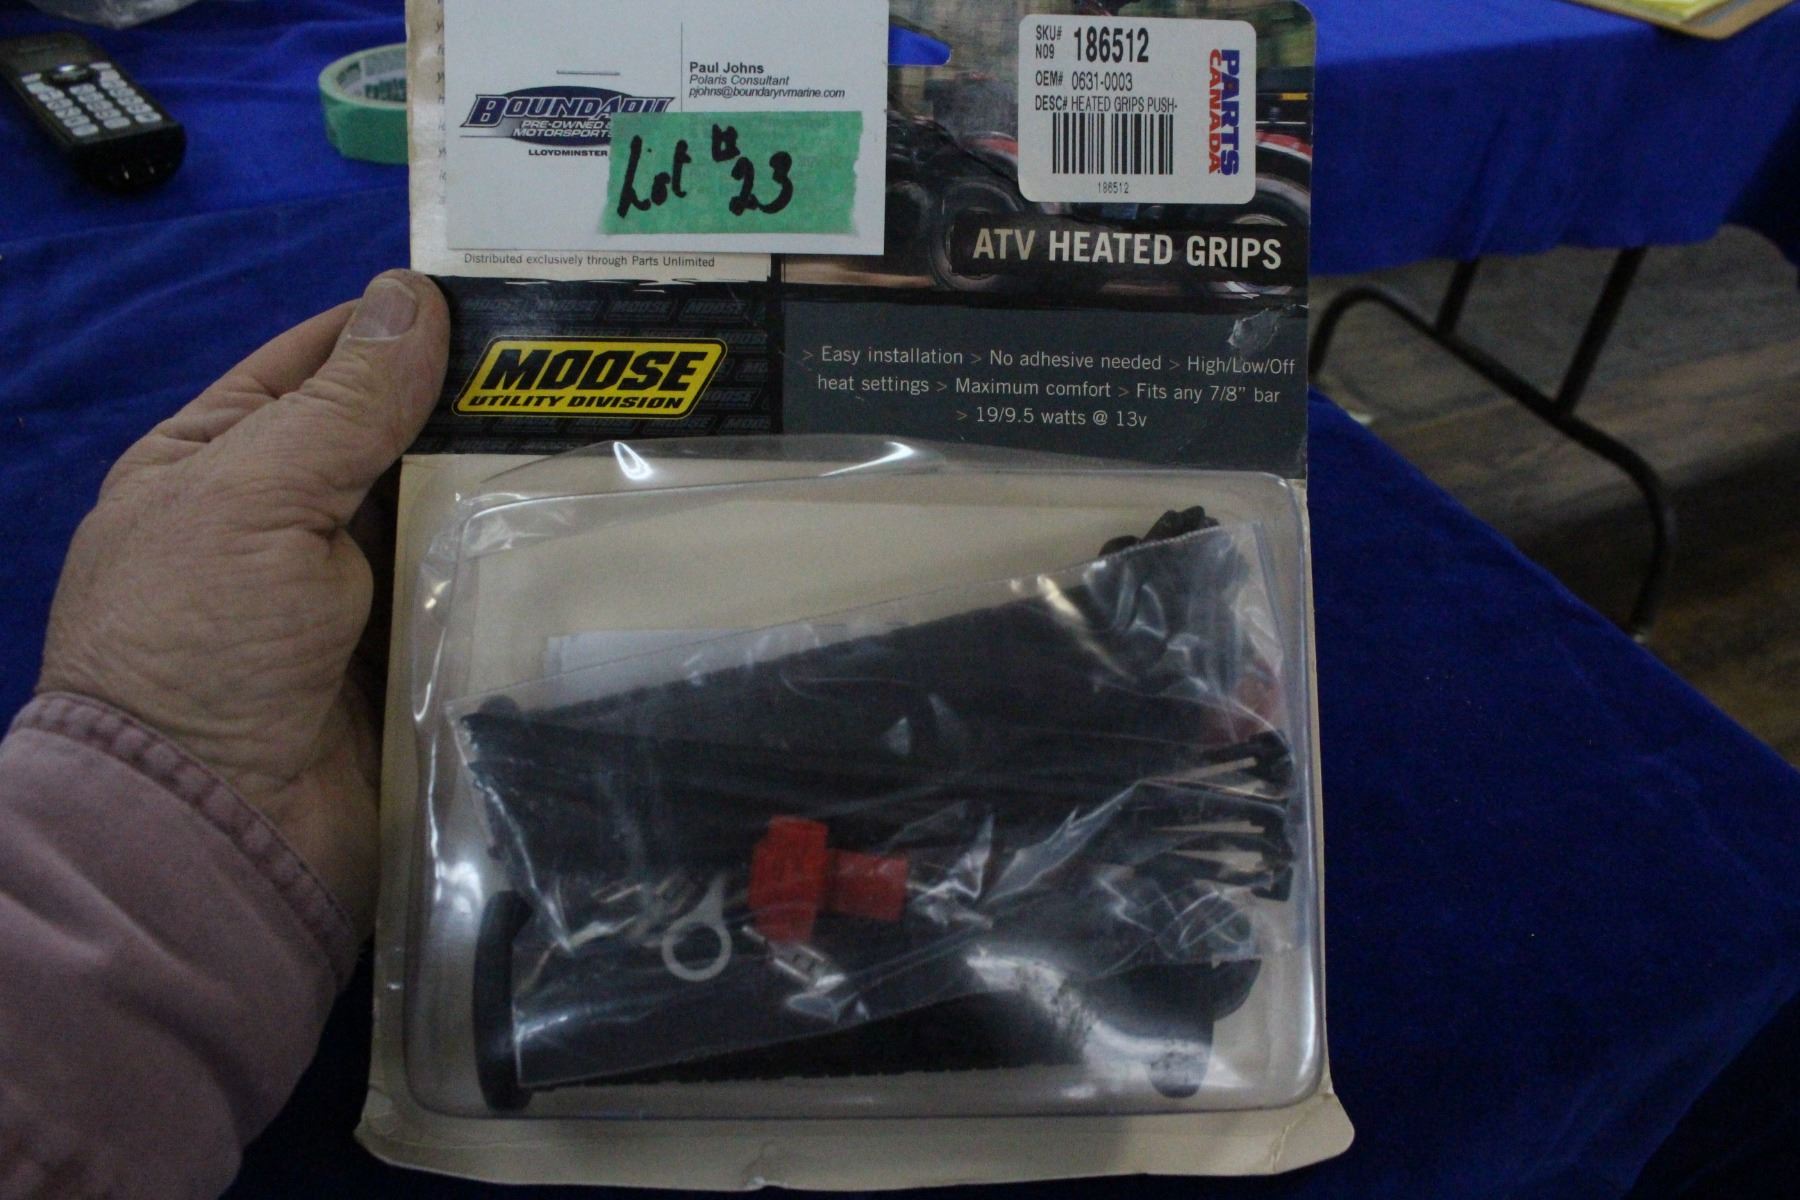 Paul Johns
Polaris Consultant
pjohns@boundaryrvmarine.com
BOUNDARY
PRE-OWNED &
MOTORSPORTS
LLOYDMINSTER
Lot # 23
Distributed exclusively through Parts Unlimited
SKU# 186512
N09
OEM# 0631-0003
DESC# HEATED GRIPS PUSH-
186512
PARTS
CANADA
ATV HEATED GRIPS
MOOSE
UTILITY DIVISION
> Easy installation > No adhesive needed > High/Low/Off
heat settings > Maximum comfort > Fits any 7/8" bar
> 19/9.5 watts @ 13v